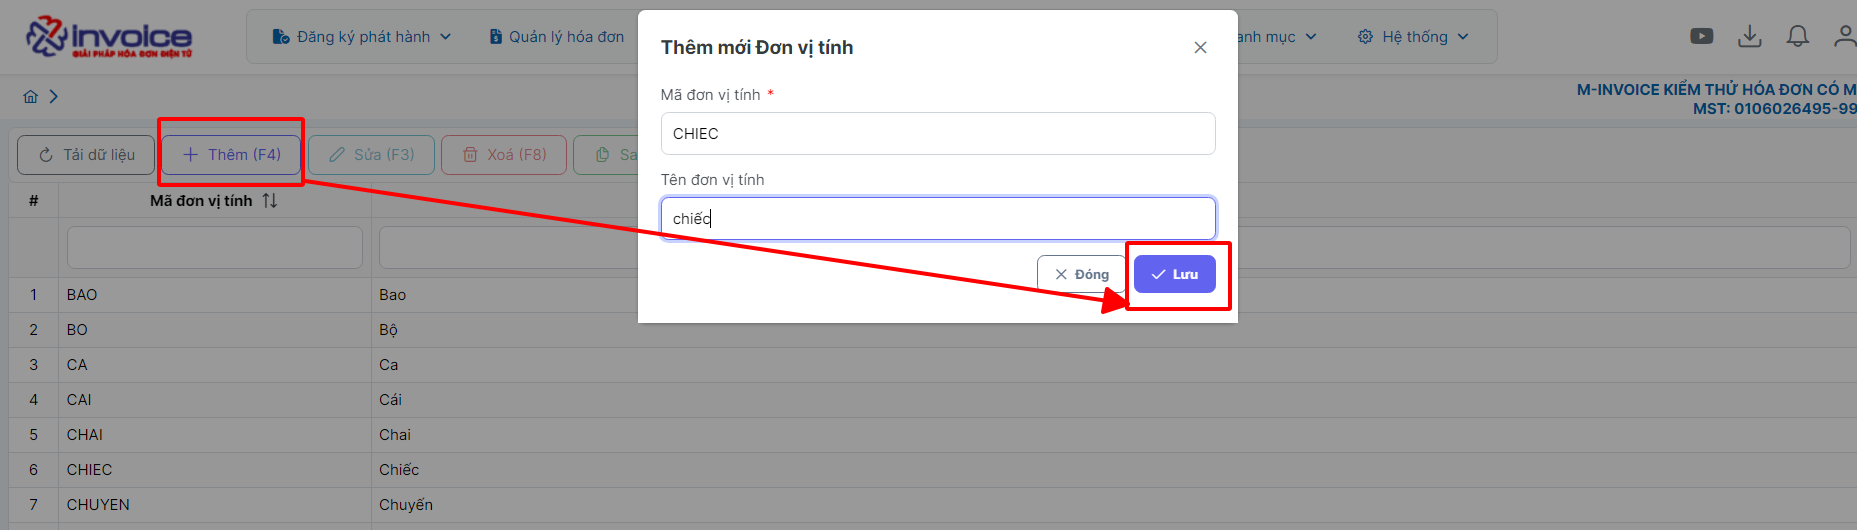 invoice
GIẢI PHÁP HÓA ĐƠN ĐIỆN TỬ
Đăng ký phát hành
Quản lý hóa đơn
anh mục
Hệ thống
M-INVOICE KIỂM THỬ HÓA ĐƠN CÓ M
MST: 0106026495-99
Thêm mới Đơn vị tính
Mã đơn vị tính *
CHIEC
Tên đơn vị tính
chiếc
Đóng
Lưu
Tải dữ liệu
Thêm (F4)
Sửa (F3)
Xoá (F8)
Sa
# Mã đơn vị tính
1 BAO Bao
2 BO Bộ
3 CA Ca
4 CAI Cái
5 CHAI Chai
6 CHIEC Chiếc
7 CHUYEN Chuyến